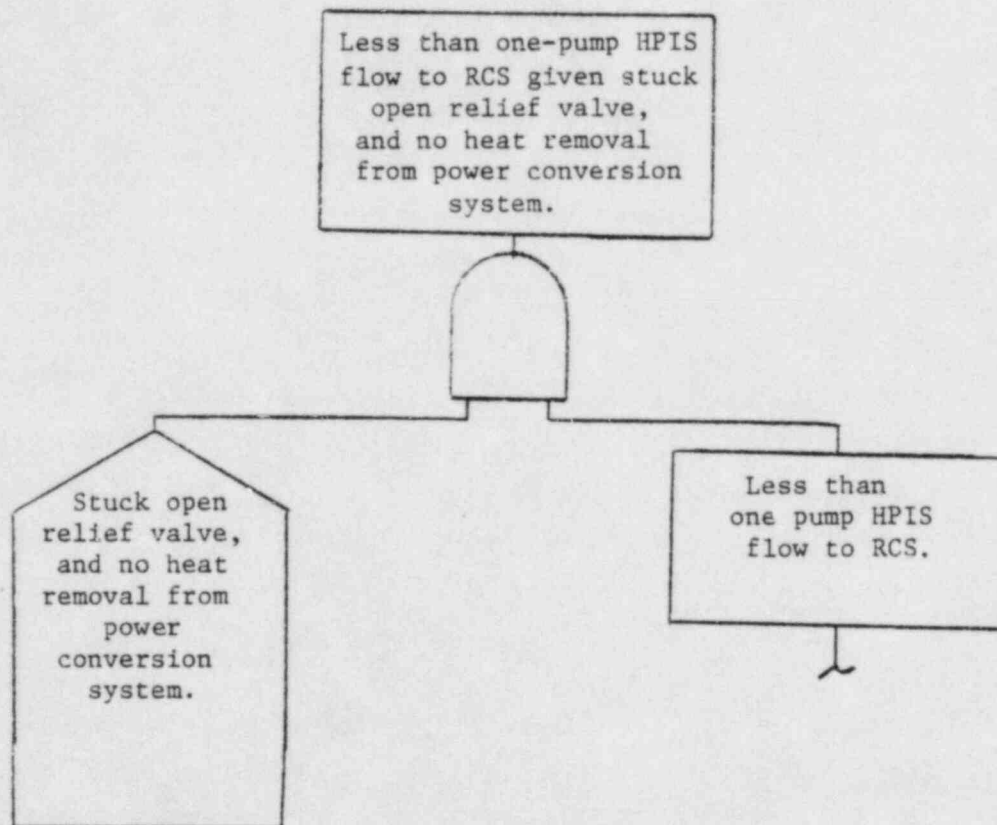 Less than one-pump HPIS
flow to RCS given stuck
open relief valve,
and no heat removal
from power conversion
system.
Stuck open
relief valve,
and no heat
removal from
power
conversion
system.
Less than
one pump HPIS
flow to RCS.